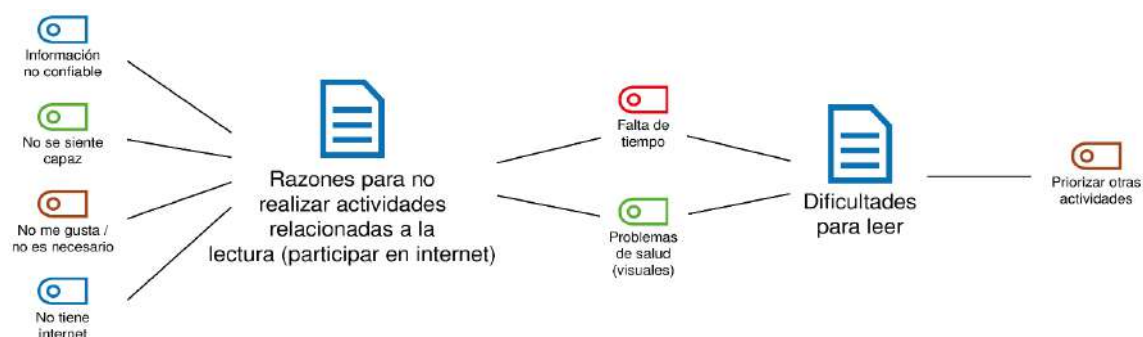 Información
no confiable
No se siente
capaz
No me gusta /
no es necesario
No tiene
internet
Razones para no
realizar actividades
relacionadas a la
lectura (participar en internet)
Falta de
tiempo
Problemas
de salud
(visuales)
Dificultades
para leer
Priorizar otras
actividades